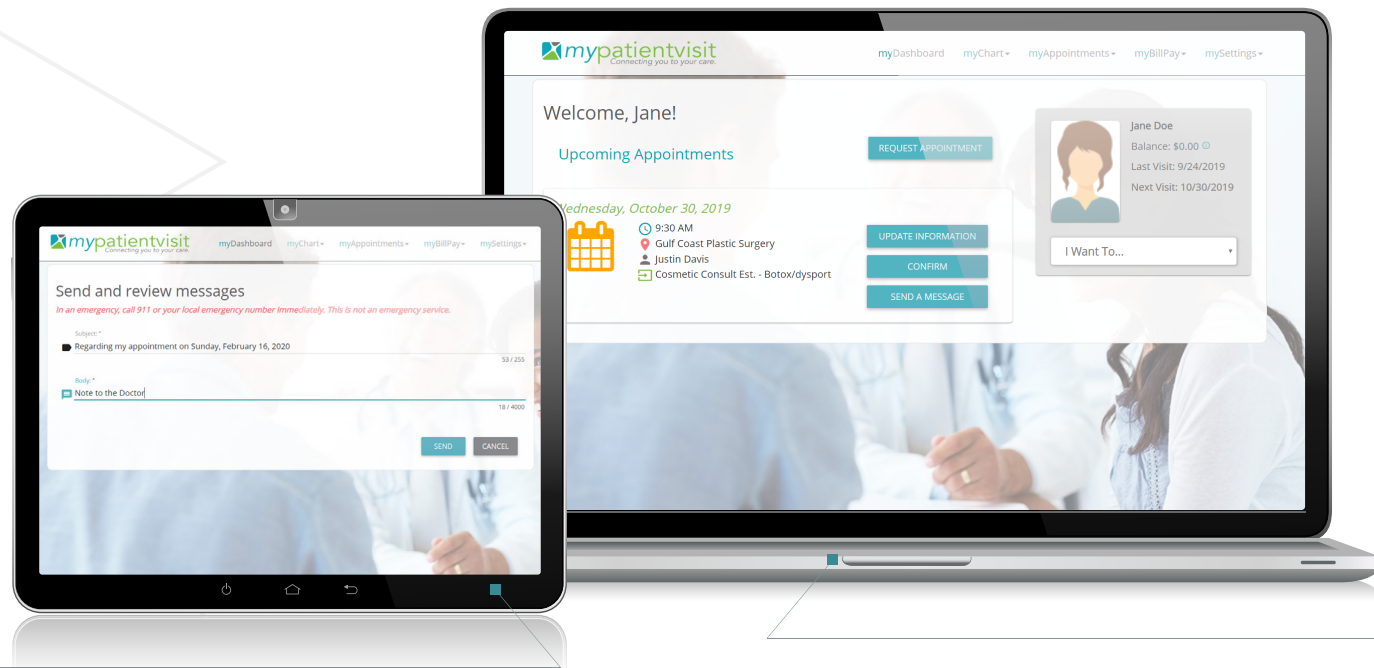 mypatientvisit
Connecting you to your care.
myDashboard myChart myAppointments myBillPay mySettings
Welcome, Jane!
Upcoming Appointments
REQUEST APPOINTMENT
Wednesday, October 30, 2019
9:30 AM
Gulf Coast Plastic Surgery
Justin Davis
Cosmetic Consult Est. - Botox/dysport
UPDATE INFORMATION
CONFIRM
SEND A MESSAGE
Jane Doe
Balance: $0.00
Last Visit: 9/24/2019
Next Visit: 10/30/2019
I Want To...
mypatientvisit
Connecting you to your care.
myDashboard myChart myAppointments myBillPay mySettings
Send and review messages
In an emergency, call 911 or your local emergency number immediately. This is not an emergency service.
Subject: *
Regarding my appointment on Sunday, February 16, 2020
53 / 255
Body: *
Note to the Doctor
18 / 4000
SEND CANCEL